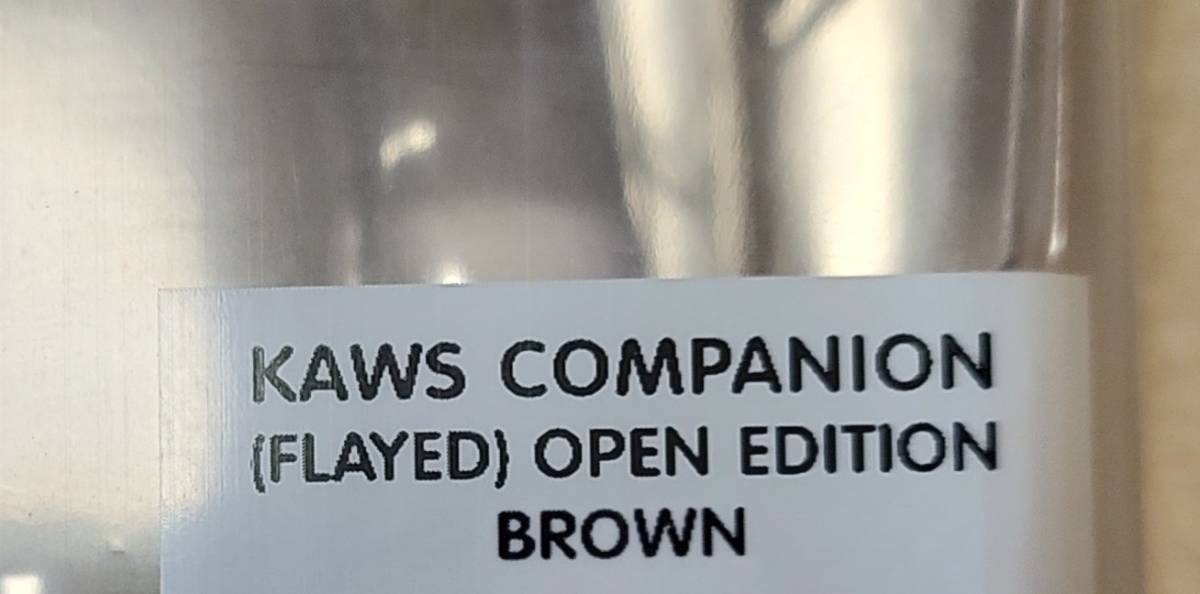 KAWS COMPANION
(FLAYED) OPEN EDITION
BROWN